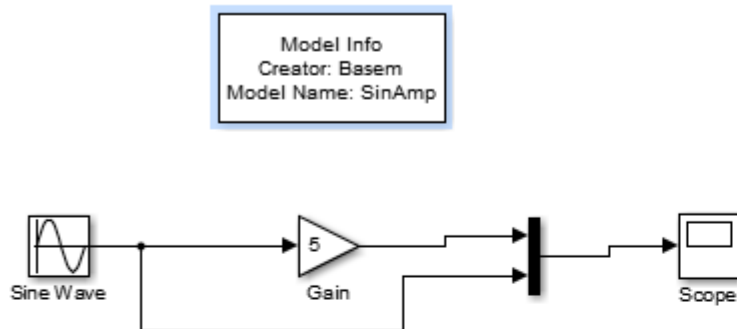 Model Info
Creator: Basem
Model Name: SinAmp
5
Sine Wave
Gain
Scope